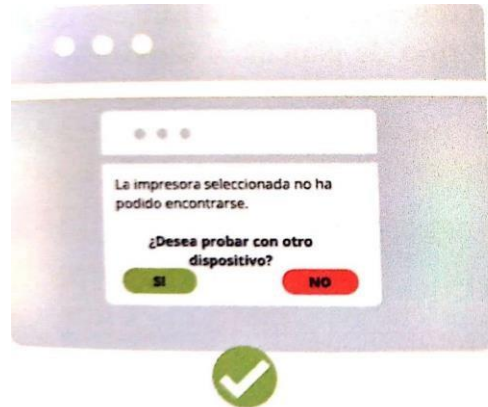 La impresora seleccionada no ha
podido encontrarse.
¿Desea probar con otro
dispositivo?
SI
NO